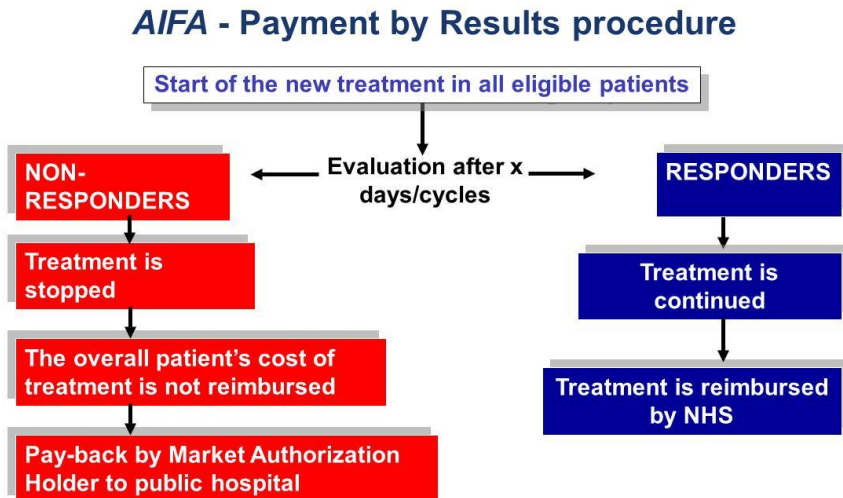 AIFA - Payment by Results procedure
Start of the new treatment in all eligible patients
Evaluation after x
days/cycles
NON-
RESPONDERS
Treatment is
stopped
The overall patient's cost of
treatment is not reimbursed
Pay-back by Market Authorization
Holder to public hospital
RESPONDERS
Treatment is
continued
Treatment is reimbursed
by NHS